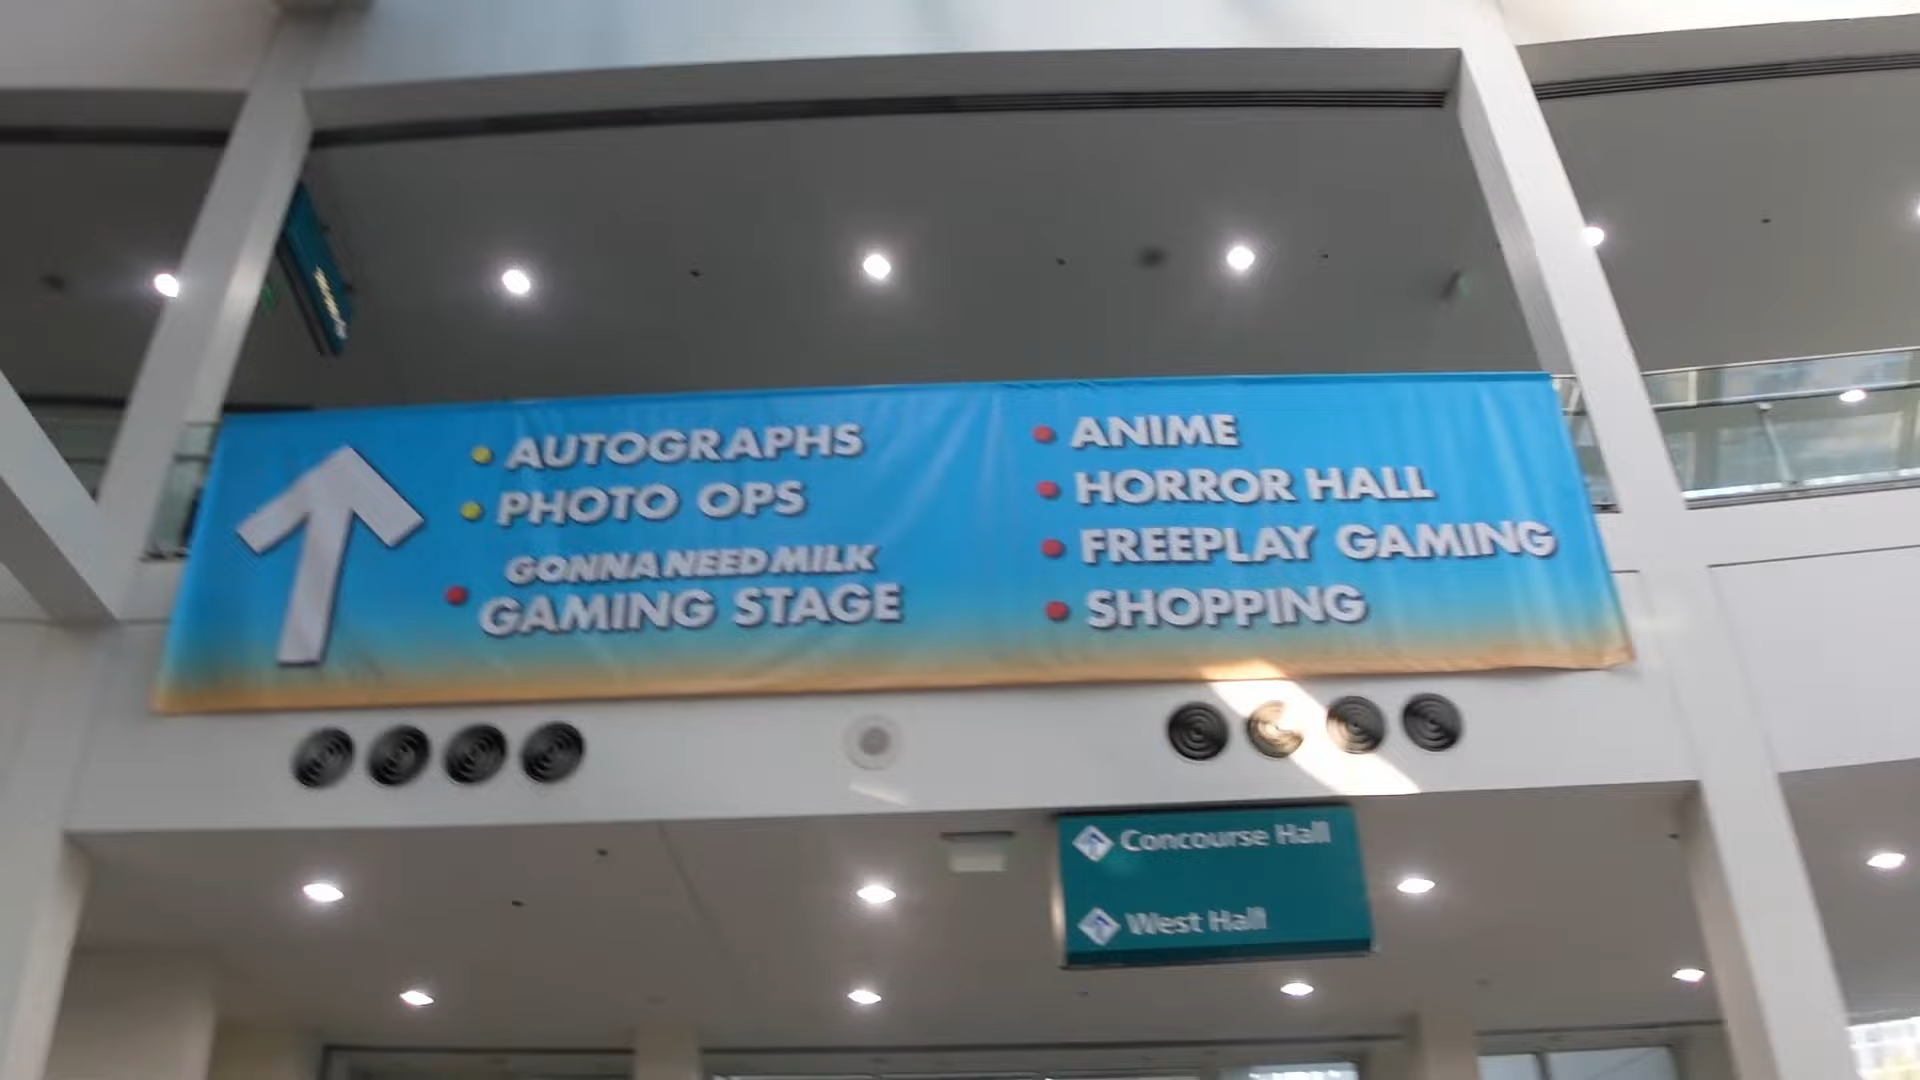 AUTOGRAPHS
PHOTO OPS
GONNA NEED MILK
GAMING STAGE
ANIME
HORROR HALL
FREEPLAY GAMING
SHOPPING
Concourse Hall
West Hall